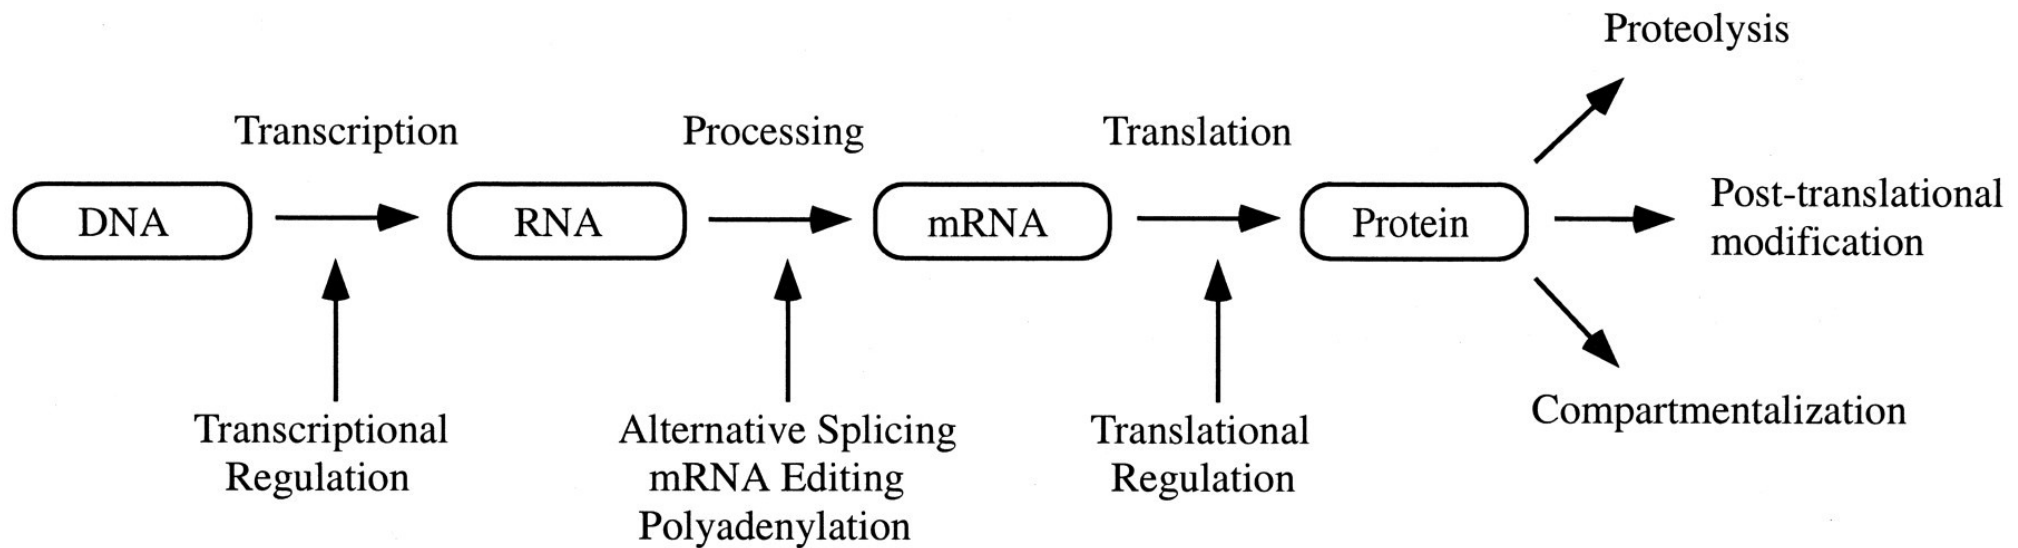 Proteolysis
Transcription
Processing
Translation
DNA
RNA
mRNA
Protein
Post-translational
modification
Compartmentalization
Transcriptional
Regulation
Alternative Splicing
mRNA Editing
Polyadenylation
Translational
Regulation